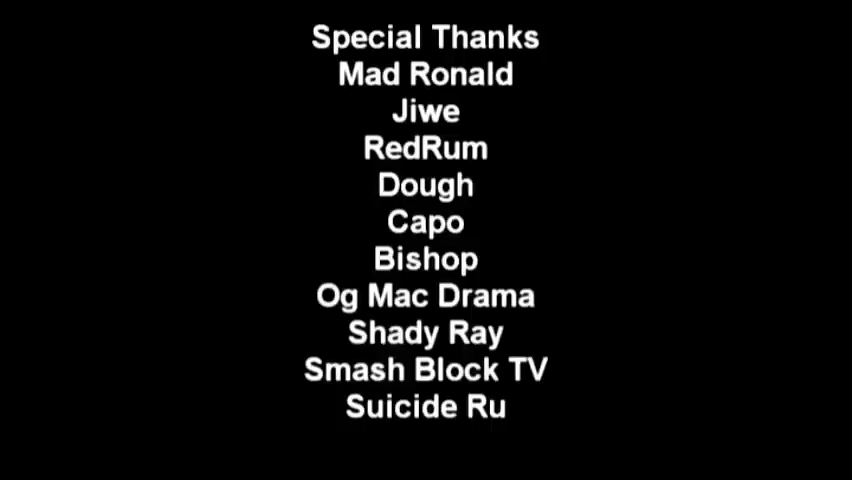 Special Thanks
Mad Ronald
Jiwe
RedRum
Dough
Capo
Bishop
Og Mac Drama
Shady Ray
Smash Block TV
Suicide Ru